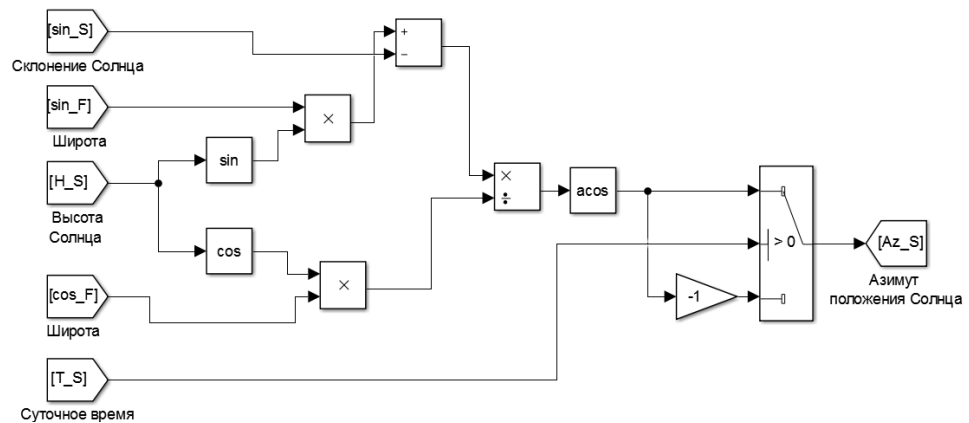 [sin_S]
Склонение Солнца
+
−
[sin_F]
Широта
×
sin
[H_S]
Высота
Солнца
×
÷
acos
cos
×
> 0
[Az_S]
Азимут
положения Солнца
[cos_F]
Широта
-1
[T_S]
Суточное время